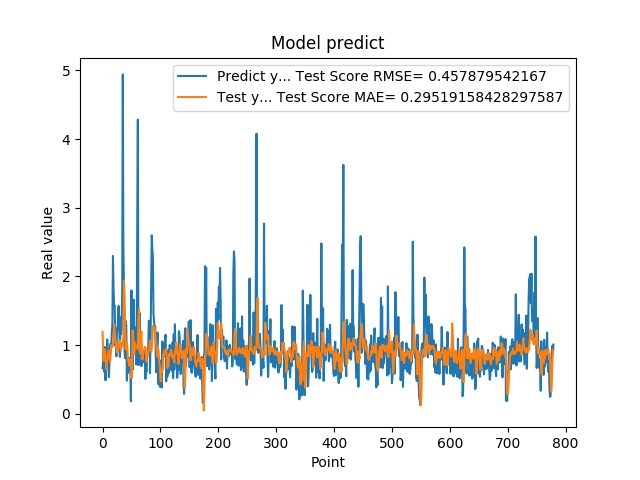 Model predict
Predict y... Test Score RMSE= 0.457879542167
Test y... Test Score MAE= 0.29519158428297587
5
4
3
2
1
0
Real value
0 100 200 300 400 500 600 700 800
Point